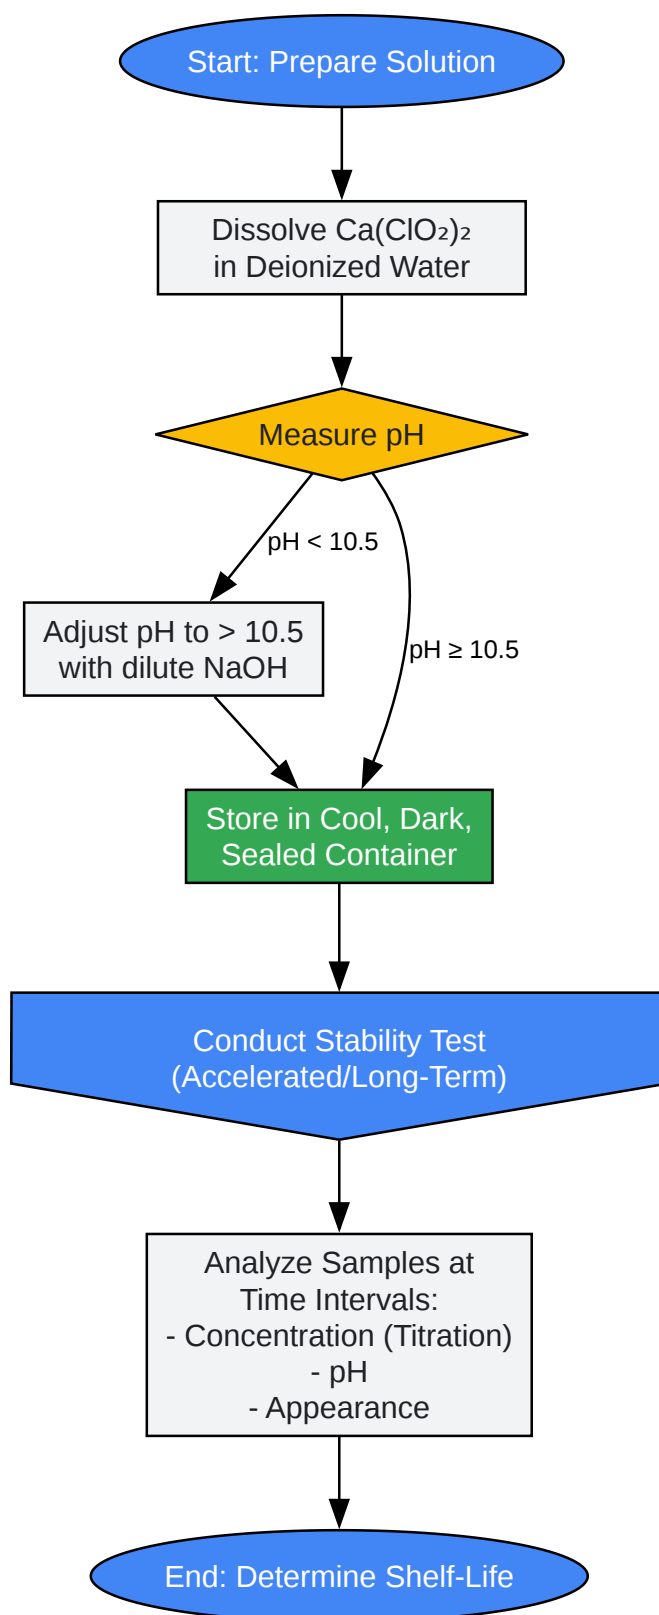 Start: Prepare Solution
Dissolve Ca(ClO₂)₂
in Deionized Water
Measure pH
pH < 10.5
Adjust pH to > 10.5
with dilute NaOH
pH ≥ 10.5
Store in Cool, Dark,
Sealed Container
Conduct Stability Test
(Accelerated/Long-Term)
Analyze Samples at
Time Intervals:
- Concentration (Titration)
- pH
- Appearance
End: Determine Shelf-Life